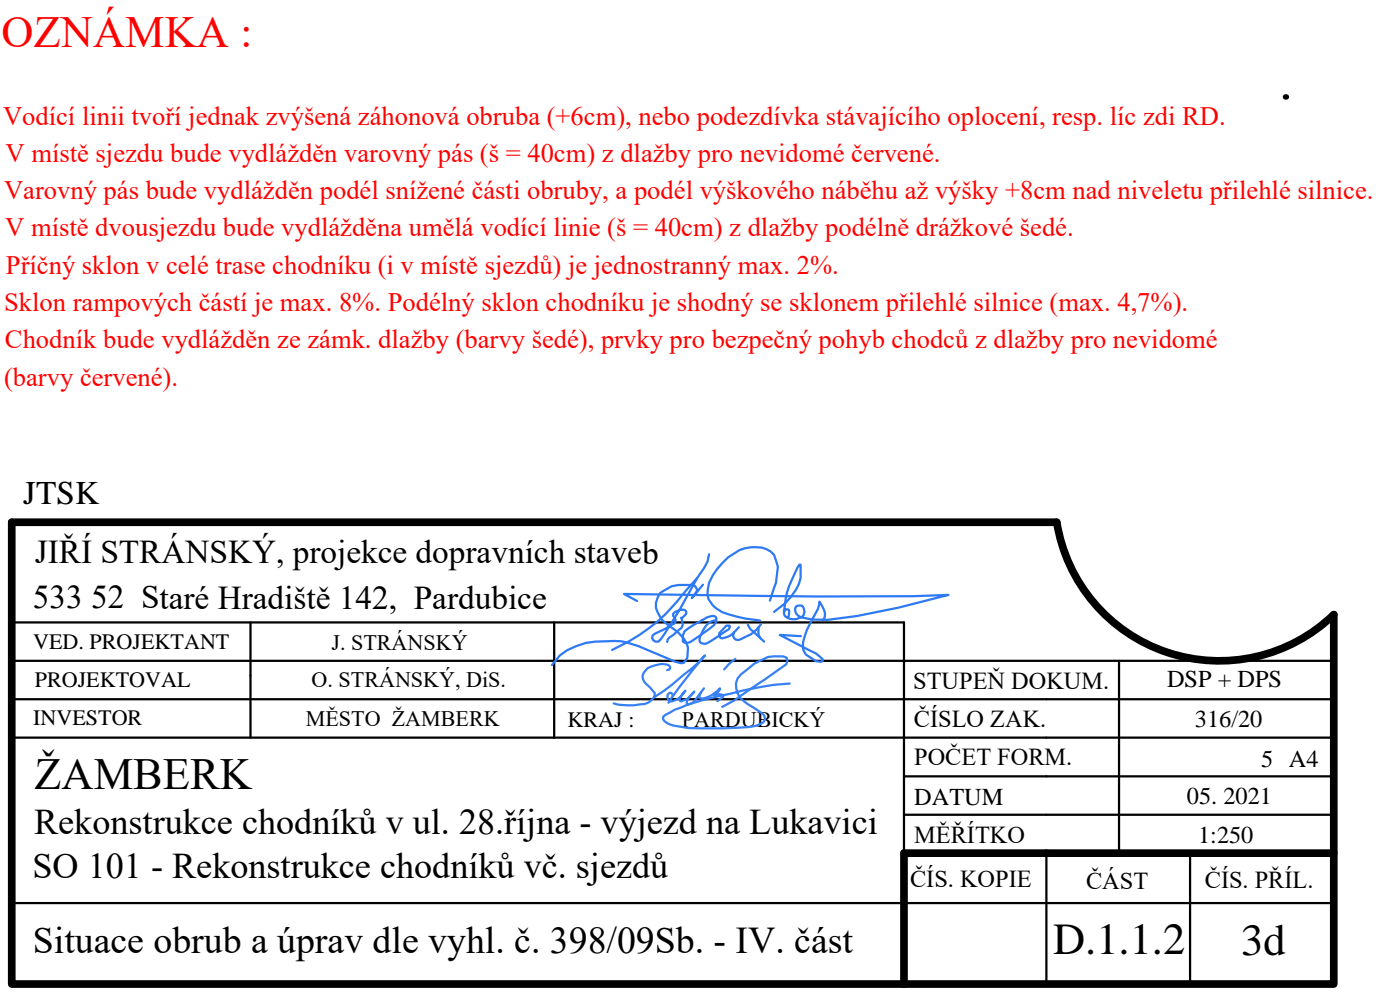 OZNÁMKA :
Vodící linii tvoří jednak zvýšená záhonová obruba (+6cm), nebo podezdívka stávajícího oplocení, resp. líc zdi RD.
V místě sjezdu bude vydlážděn varovný pás (š = 40cm) z dlažby pro nevidomé červené.
Varovný pás bude vydlážděn podél snížené části obruby, a podél výškového náběhu až výšky +8cm nad niveletu přilehlé silnice.
V místě dvousjezdu bude vydlážděna umělá vodící linie (š = 40cm) z dlažby podélně drážkové šedé.
Příčný sklon v celé trase chodníku (i v místě sjezdů) je jednostranný max. 2%.
Sklon rampových částí je max. 8%. Podélný sklon chodníku je shodný se sklonem přilehlé silnice (max. 4,7%).
Chodník bude vydlážděn ze zámk. dlažby (barvy šedé), prvky pro bezpečný pohyb chodců z dlažby pro nevidomé
(barvy červené).
JTSK
JIŘÍ STRÁNSKÝ, projekce dopravních staveb
533 52 Staré Hradiště 142, Pardubice
VED. PROJEKTANT J. STRÁNSKÝ
PROJEKTOVAL O. STRÁNSKÝ, DiS.
INVESTOR MĚSTO ŽAMBERK KRAJ : PARDUBICKÝ
STUPEŇ DOKUM. DSP + DPS
ČÍSLO ZAK. 316/20
POČET FORM. 5 A4
DATUM 05. 2021
MĚŘÍTKO 1:250
ŽAMBERK
Rekonstrukce chodníků v ul. 28.října - výjezd na Lukavici
SO 101 - Rekonstrukce chodníků vč. sjezdů
Situace obrub a úprav dle vyhl. č. 398/09Sb. - IV. část
ČÍS. KOPIE ČÁST ČÍS. PŘÍL.
D.1.1.2 3d